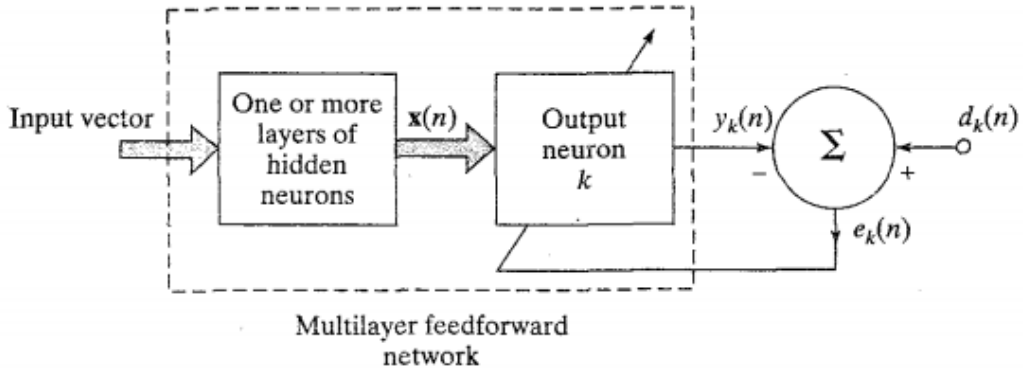 Input vector
One or more
layers of
hidden
neurons
x(n)
Output
neuron
k
yₖ(n)
−
Σ
+
dₖ(n)
eₖ(n)
Multilayer feedforward
network